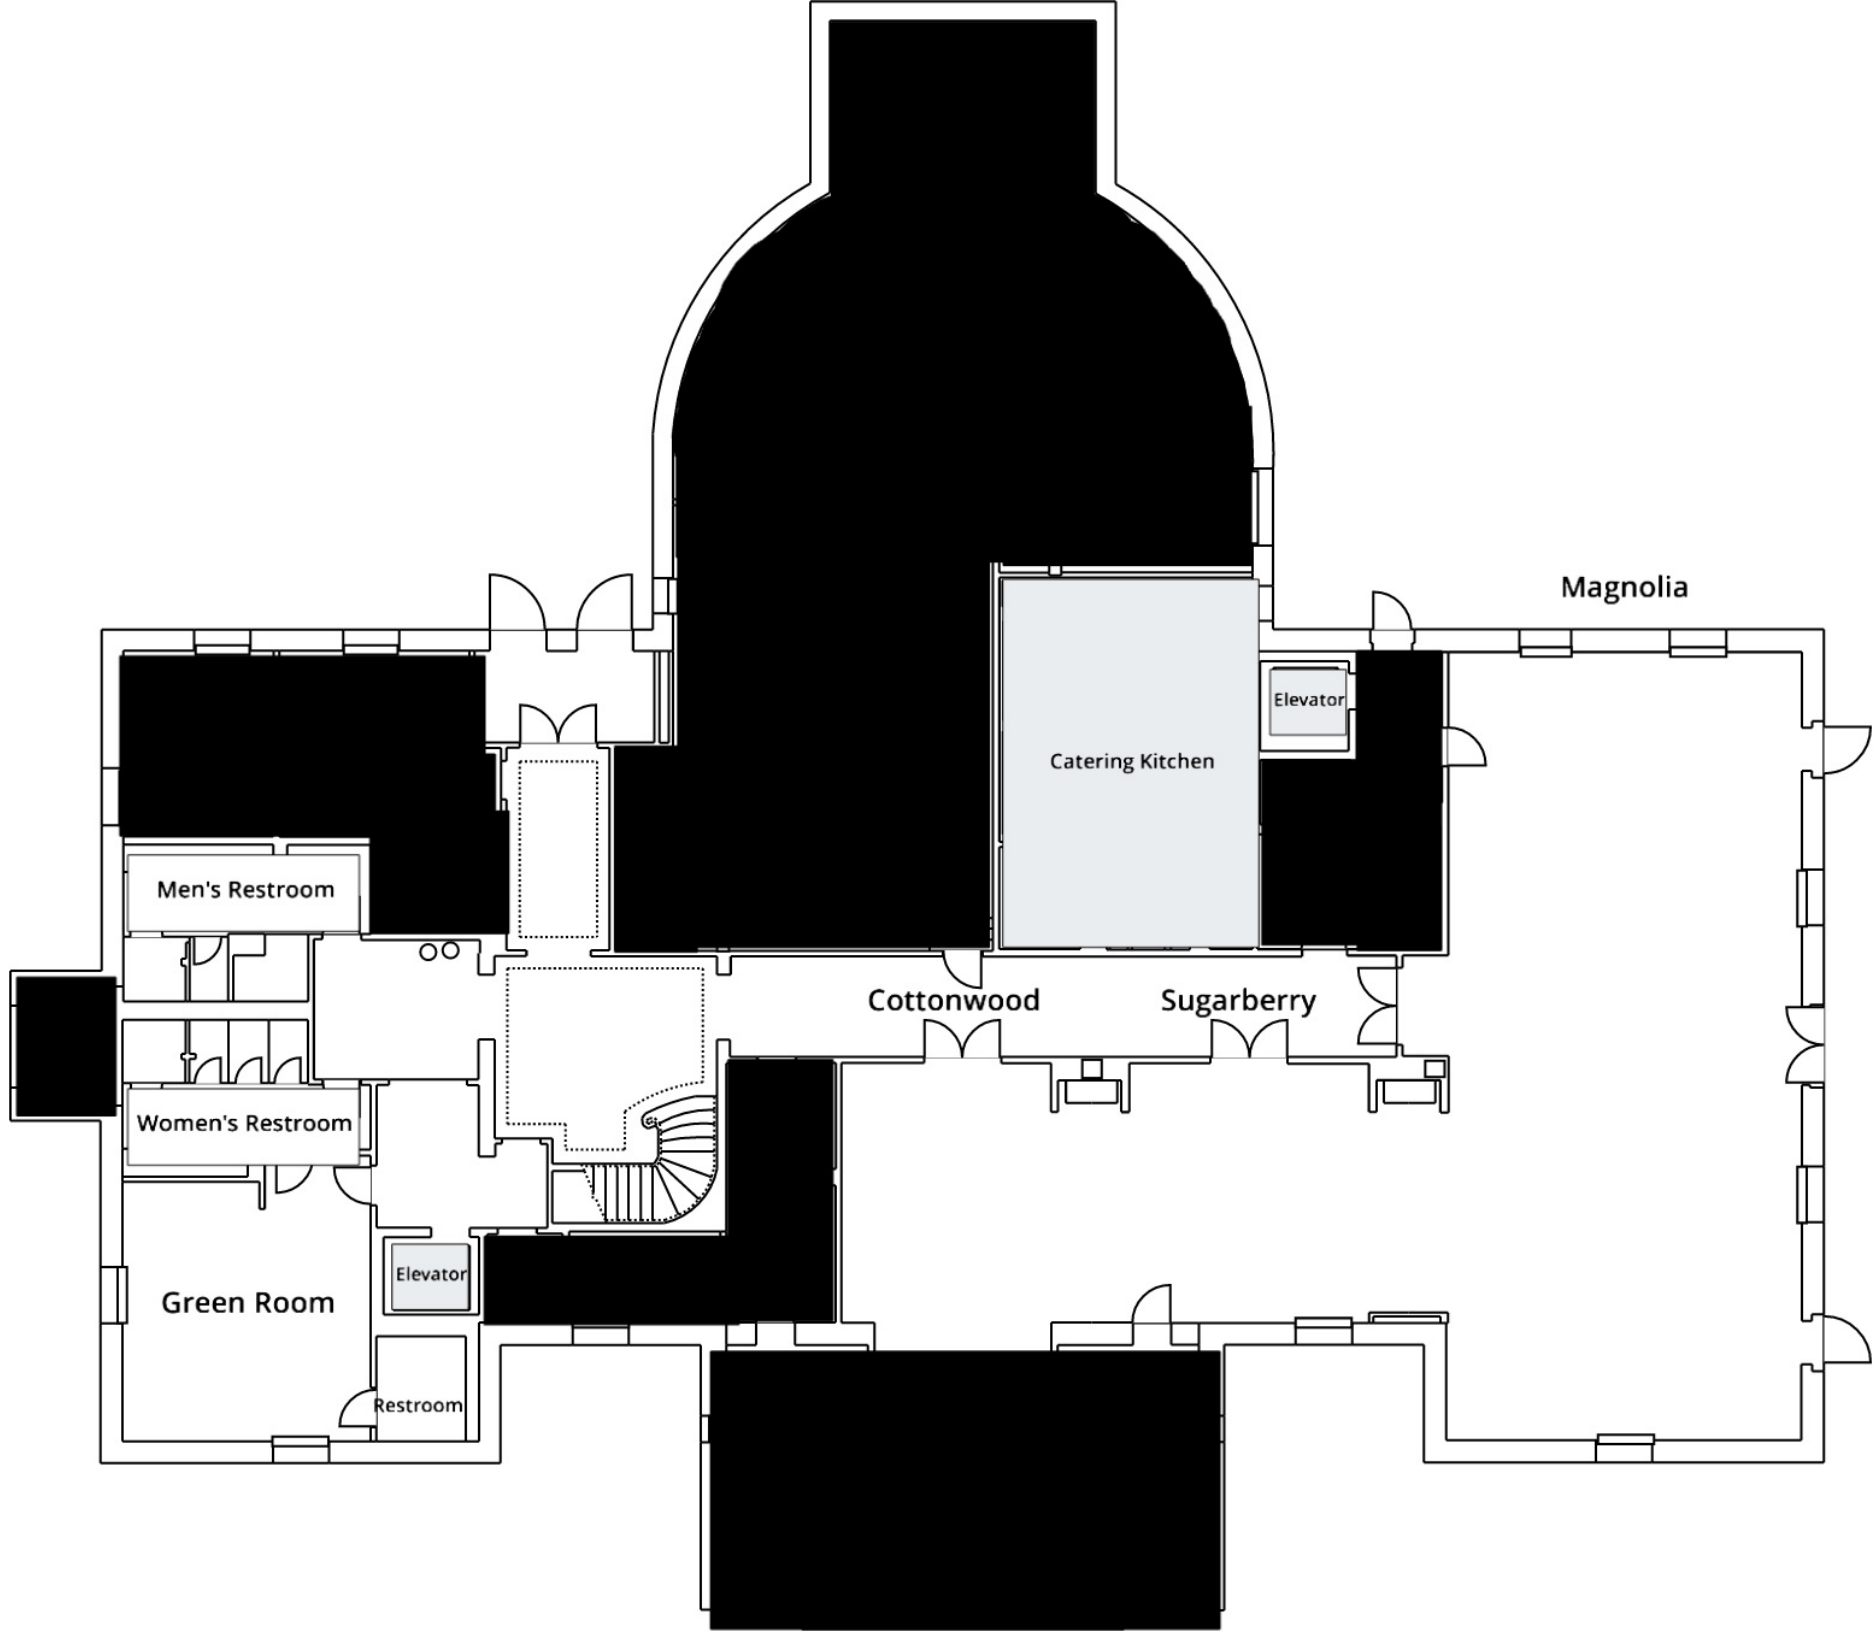 Magnolia
Elevator
Catering Kitchen
Men's Restroom
Cottonwood
Sugarberry
Women's Restroom
Elevator
Green Room
Restroom